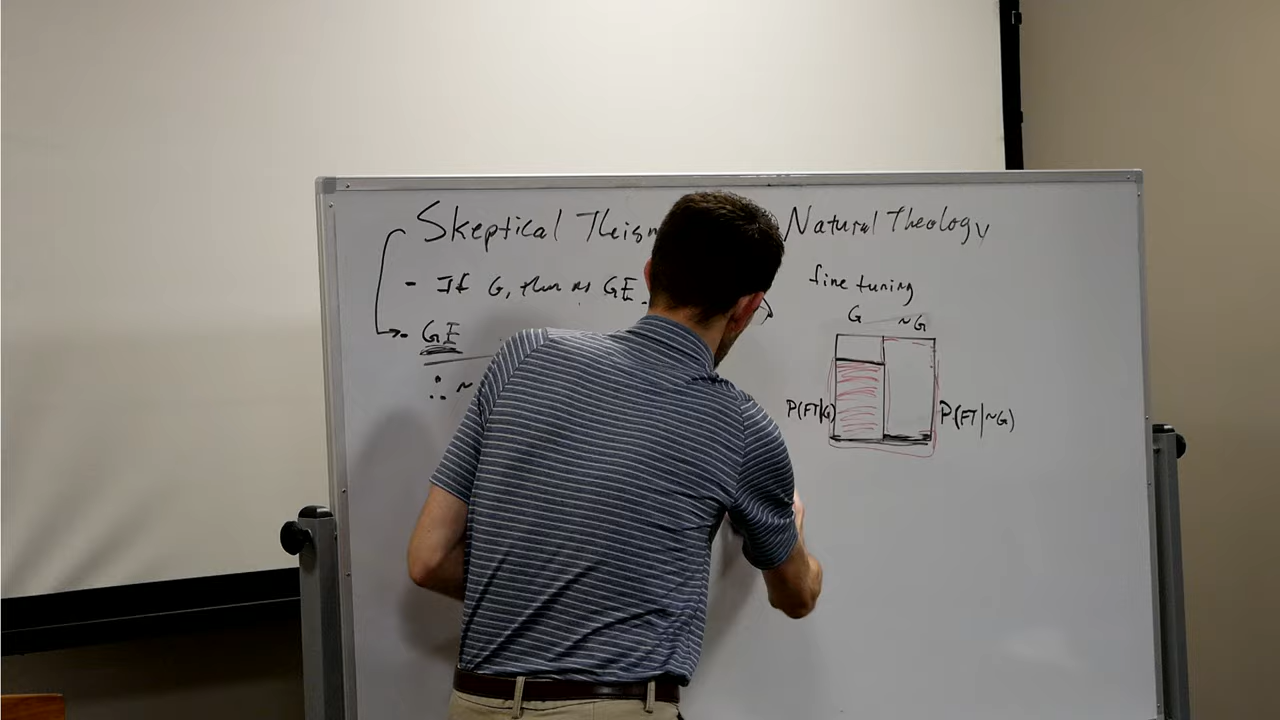 Skeptical Theism
- If G, then no GE
• GE
∴ ~
Natural Theology
fine tuning
G ~G
P(FT|G) P(FT|~G)